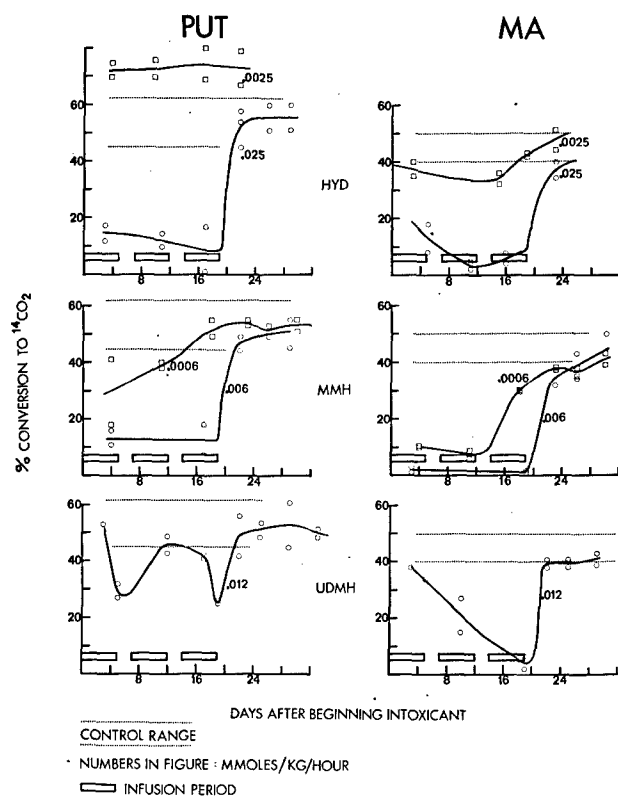 PUT
MA
% CONVERSION TO ¹⁴CO₂
60
40
20
.0025
.025
8 16 24
HYD
60
40
20
.0025
.025
8 16 24
60
40
20
.0006
.006
8 16 24
MMH
60
40
20
.0006
.006
8 16 24
60
40
20
.012
8 16 24
UDMH
60
40
20
.012
8 16 24
DAYS AFTER BEGINNING INTOXICANT
CONTROL RANGE
NUMBERS IN FIGURE : MMOLES/KG/HOUR
INFUSION PERIOD